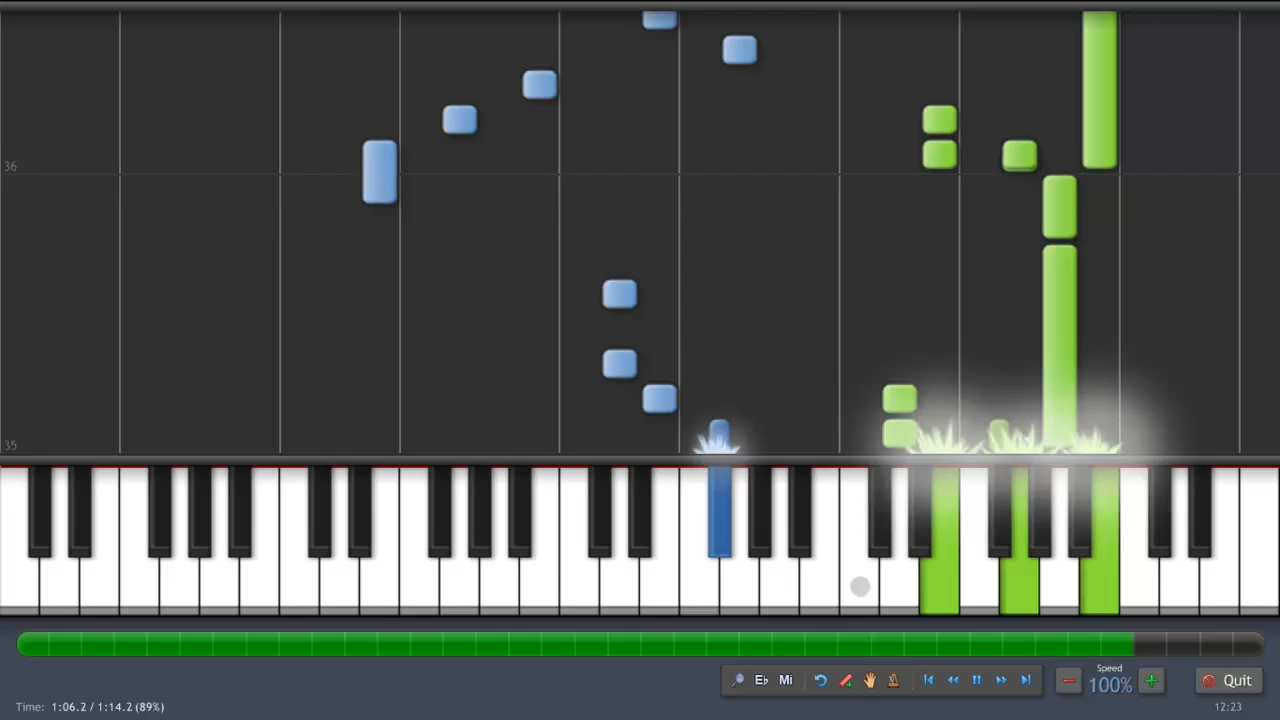 36
35
E♭ Mi
Speed
100%
Quit
Time: 1:06.2 / 1:14.2 (89%)
12:23